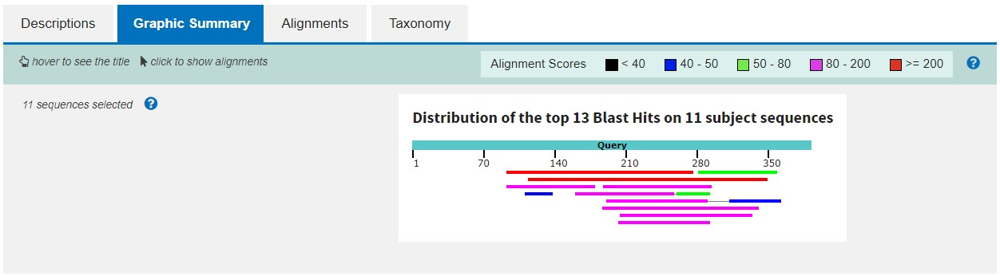 Descriptions Graphic Summary Alignments Taxonomy
hover to see the title click to show alignments Alignment Scores < 40 40 - 50 50 - 80 80 - 200 >= 200 ?
11 sequences selected ?
Distribution of the top 13 Blast Hits on 11 subject sequences
Query
1 70 140 210 280 350